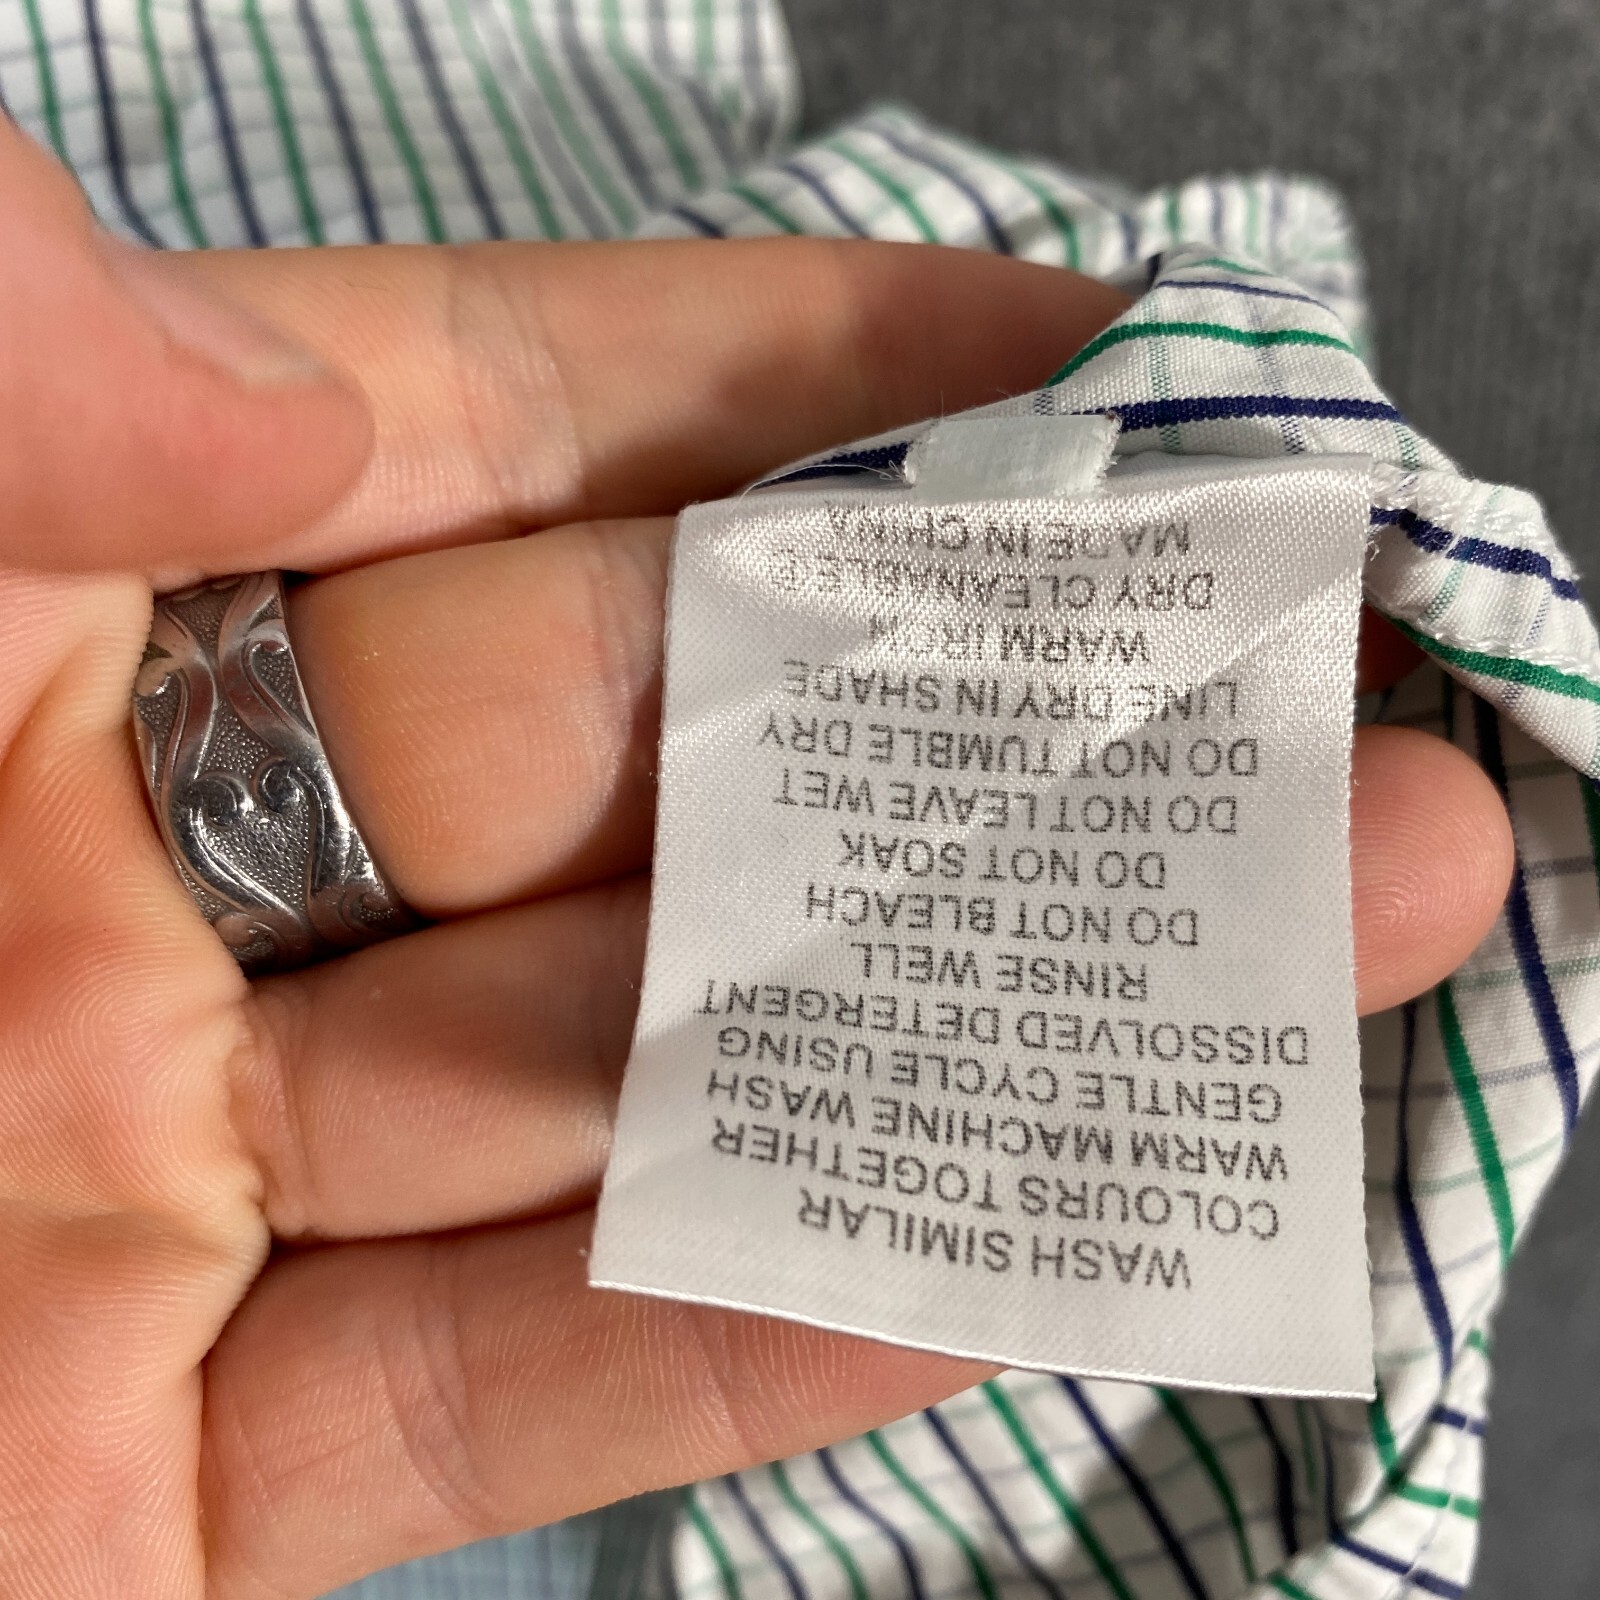 WASH SIMILAR
COLOURS TOGETHER
WARM MACHINE WASH
GENTLE CYCLE USING
DISSOLVED DETERGENT
RINSE WELL
DO NOT BLEACH
DO NOT SOAK
DO NOT LEAVE WET
DO NOT TUMBLE DRY
LINE DRY IN SHADE
WARM IRON
DRY CLEANABLE Ⓟ
MADE IN CHINA